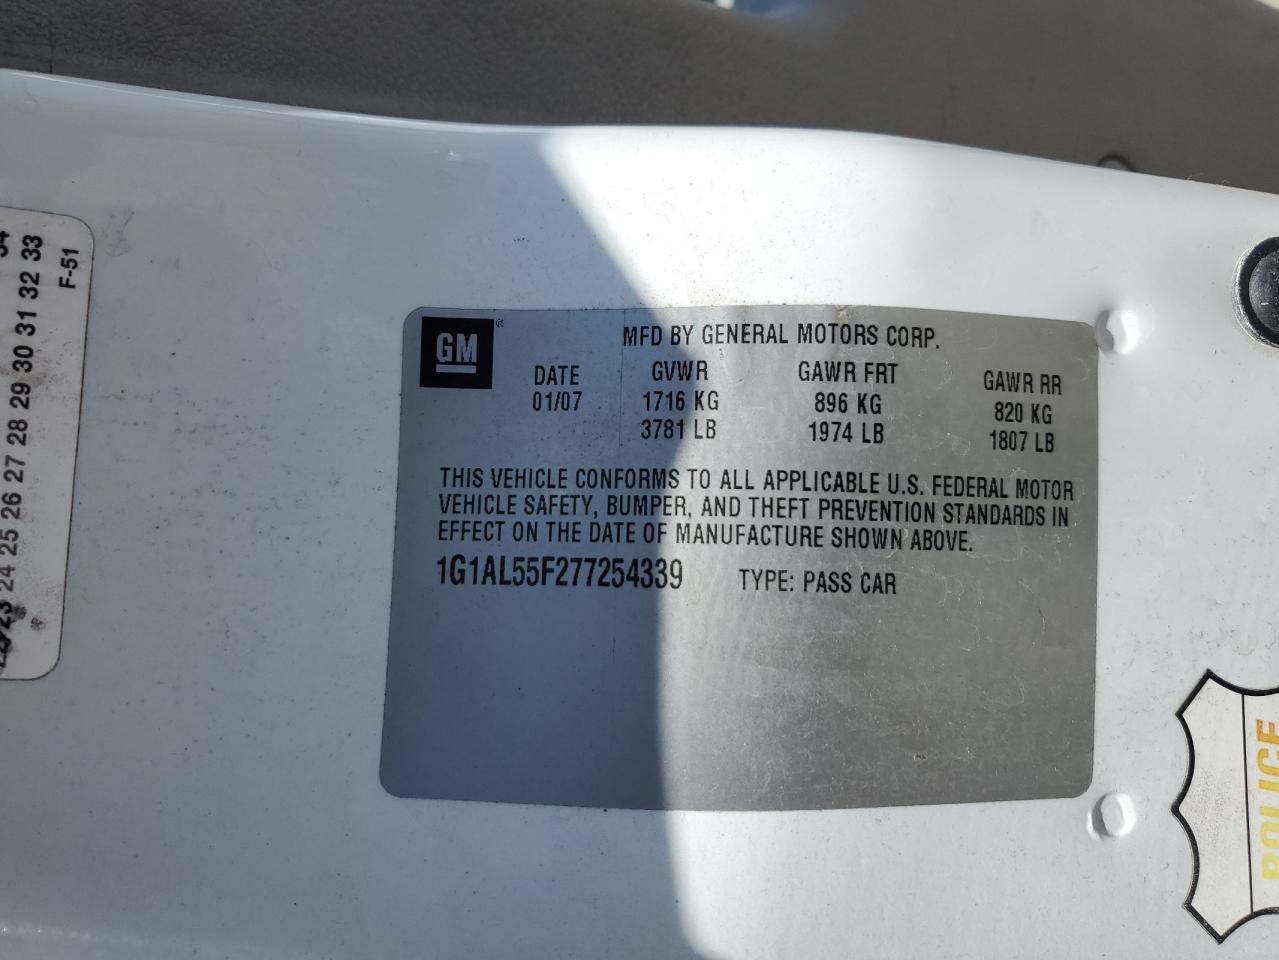 GM
MFD BY GENERAL MOTORS CORP.
DATE GVWR GAWR FRT GAWR RR
01/07 1716 KG 896 KG 820 KG
3781 LB 1974 LB 1807 LB
THIS VEHICLE CONFORMS TO ALL APPLICABLE U.S. FEDERAL MOTOR
VEHICLE SAFETY, BUMPER, AND THEFT PREVENTION STANDARDS IN
EFFECT ON THE DATE OF MANUFACTURE SHOWN ABOVE.
1G1AL55F277254339 TYPE: PASS CAR
23 24 25 26 27 28 29 30 31 32 33
F-51
POLICE